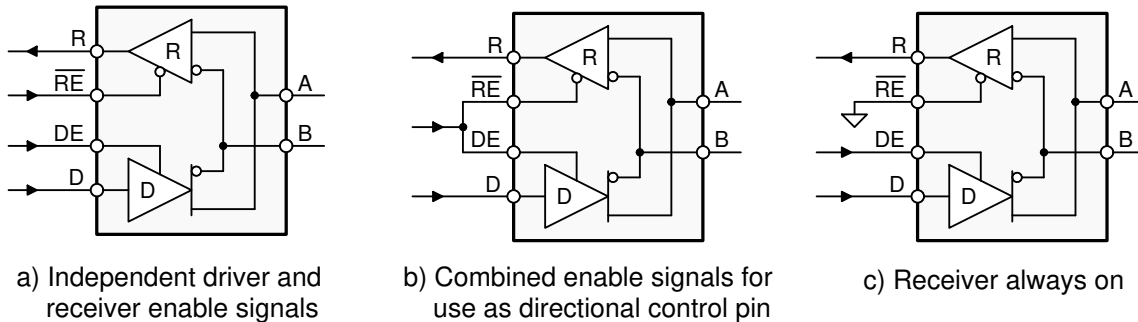 R
R
RE
A
DE
B
D
D
a) Independent driver and
receiver enable signals
R
R
RE
A
DE
B
D
D
b) Combined enable signals for
use as directional control pin
R
R
RE
A
DE
B
D
D
c) Receiver always on